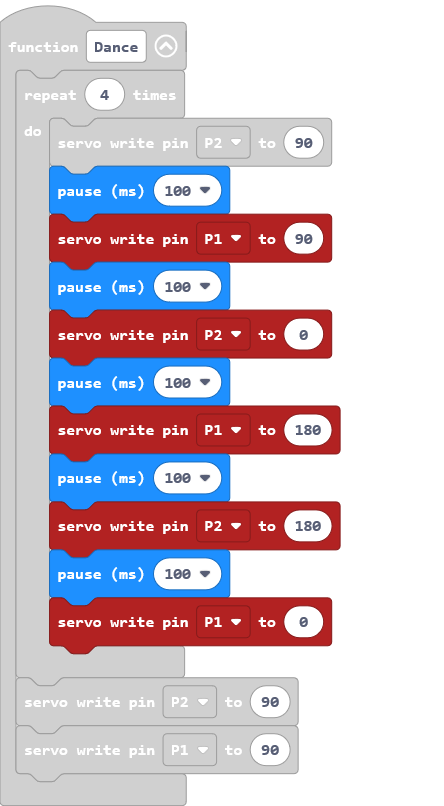 function Dance
repeat 4 times
do
servo write pin P2 to 90
pause (ms) 100
servo write pin P1 to 90
pause (ms) 100
servo write pin P2 to 0
pause (ms) 100
servo write pin P1 to 180
pause (ms) 100
servo write pin P2 to 180
pause (ms) 100
servo write pin P1 to 0
servo write pin P2 to 90
servo write pin P1 to 90